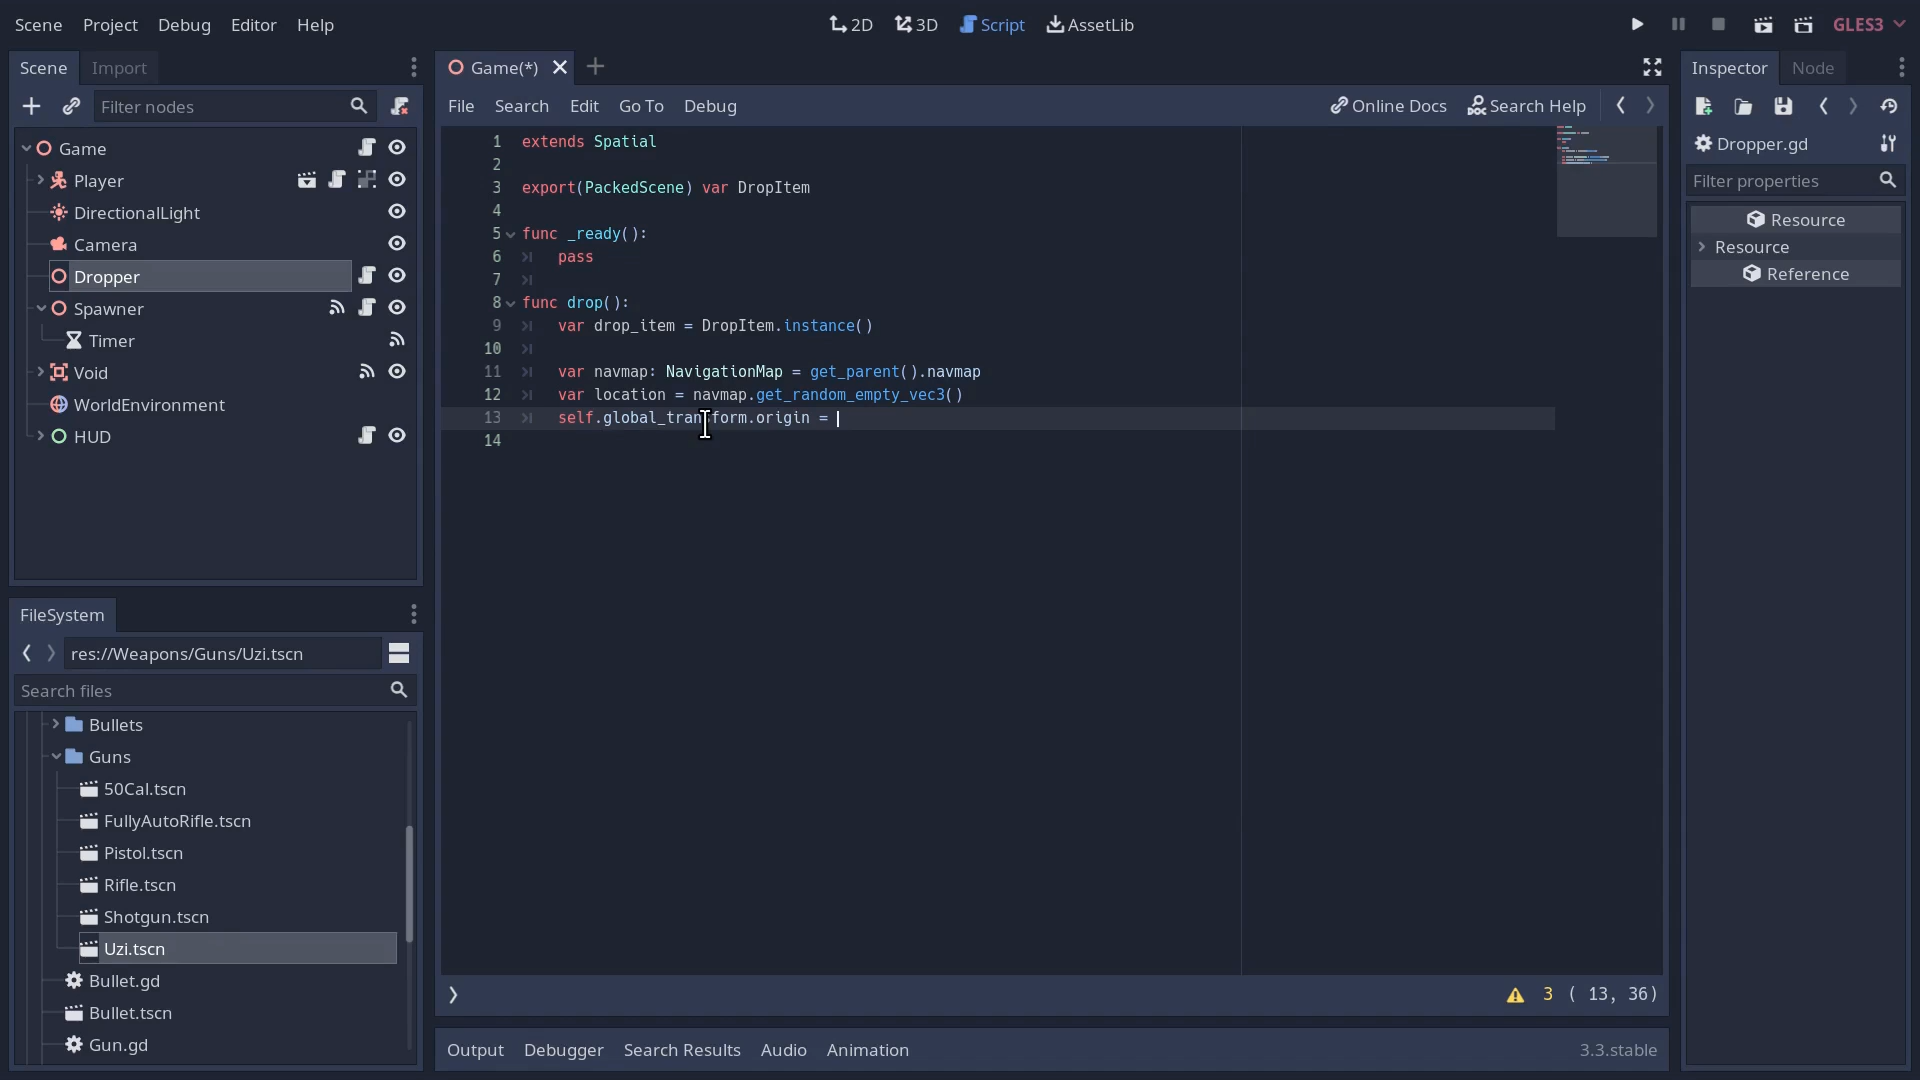 Scene Project Debug Editor Help
2D 3D Script AssetLib
GLES3
Scene Import
Filter nodes
Game
Player
DirectionalLight
Camera
Dropper
Spawner
Timer
Void
WorldEnvironment
HUD
FileSystem
res://Weapons/Guns/Uzi.tscn
Search files
Bullets
Guns
50Cal.tscn
FullyAutoRifle.tscn
Pistol.tscn
Rifle.tscn
Shotgun.tscn
Uzi.tscn
Bullet.gd
Bullet.tscn
Gun.gd
Game(*)
File Search Edit Go To Debug
Online Docs Search Help
1 extends Spatial
2
3 export(PackedScene) var DropItem
4
5 func _ready():
6 pass
7
8 func drop():
9 var drop_item = DropItem.instance()
10
11 var navmap: NavigationMap = get_parent().navmap
12 var location = navmap.get_random_empty_vec3()
13 self.global_transform.origin =
14
3 ( 13, 36)
Output Debugger Search Results Audio Animation
3.3.stable
Inspector Node
Dropper.gd
Filter properties
Resource
Resource
Reference